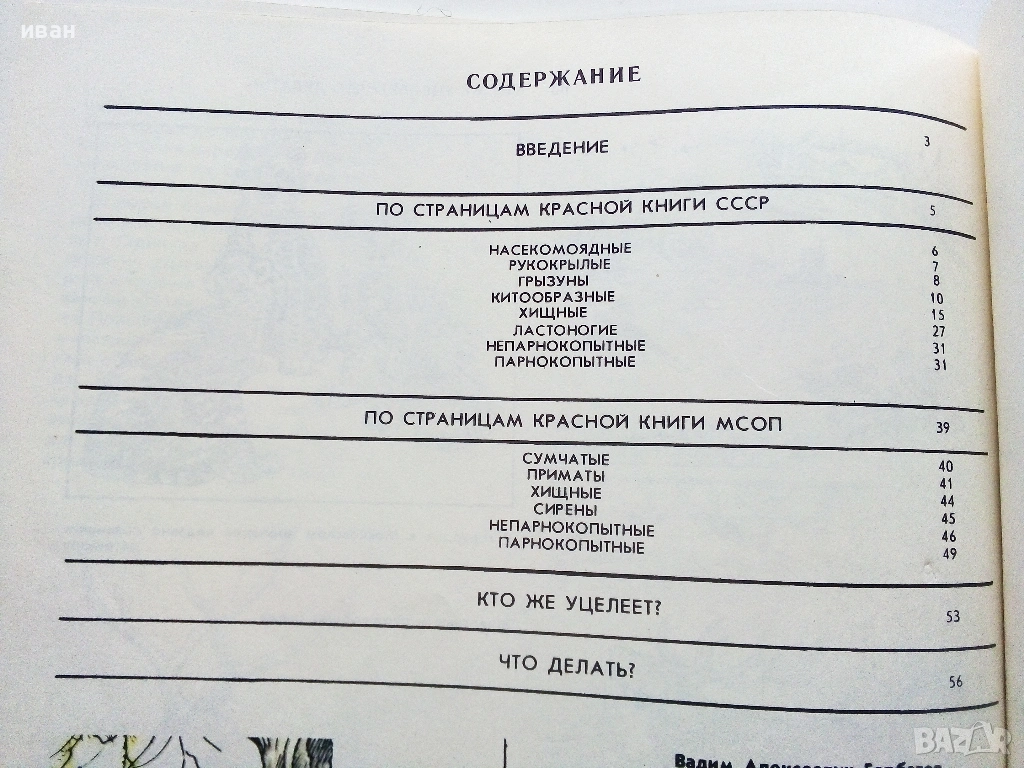 иван
СОДЕРЖАНИЕ
ВВЕДЕНИЕ 3
ПО СТРАНИЦАМ КРАСНОЙ КНИГИ СССР 5
НАСЕКОМОЯДНЫЕ 6
РУКОКРЫЛЫЕ 7
ГРЫЗУНЫ 8
КИТООБРАЗНЫЕ 10
ХИЩНЫЕ 15
ЛАСТОНОГИЕ 27
НЕПАРНОКОПЫТНЫЕ 31
ПАРНОКОПЫТНЫЕ 31
ПО СТРАНИЦАМ КРАСНОЙ КНИГИ МСОП 39
СУМЧАТЫЕ 40
ПРИМАТЫ 41
ХИЩНЫЕ 44
СИРЕНЫ 45
НЕПАРНОКОПЫТНЫЕ 46
ПАРНОКОПЫТНЫЕ 49
КТО ЖЕ УЦЕЛЕЕТ? 53
ЧТО ДЕЛАТЬ? 56
Вадим Алексеевич
BAZAR